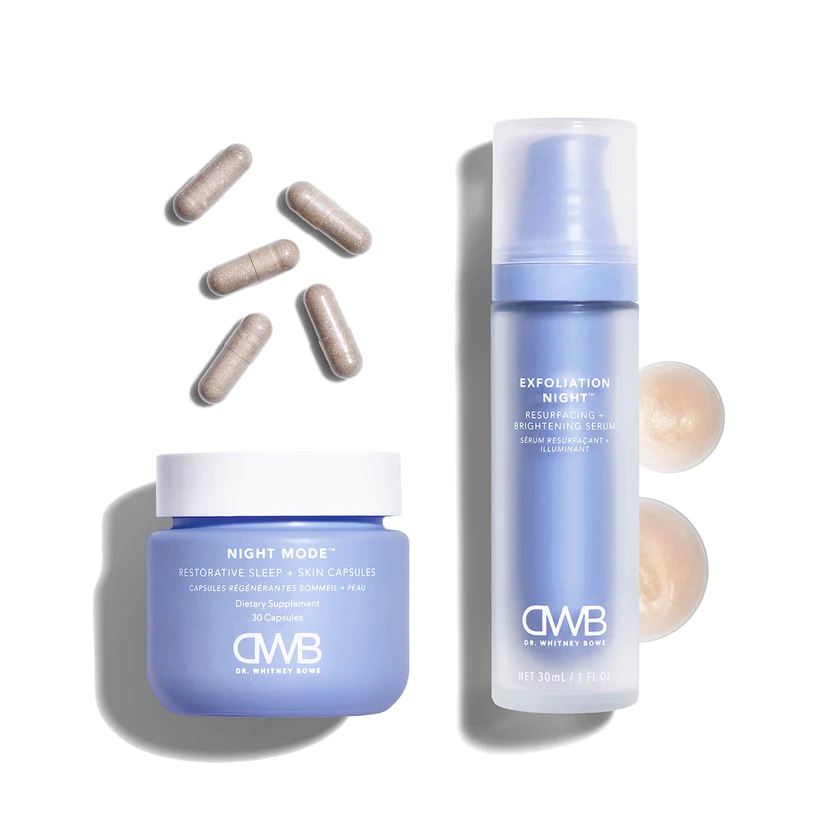 EXFOLIATION
NIGHT™
RESURFACING +
BRIGHTENING SERUM
SÉRUM RESURFAÇANT +
ILLUMINANT
DWB
DR. WHITNEY BOWE
NET 30mL / 1 FL OZ
NIGHT MODE™
RESTORATIVE SLEEP + SKIN CAPSULES
CAPSULES RÉGÉNÉRANTES SOMMEIL + PEAU
Dietary Supplement
30 Capsules
DWB
DR. WHITNEY BOWE